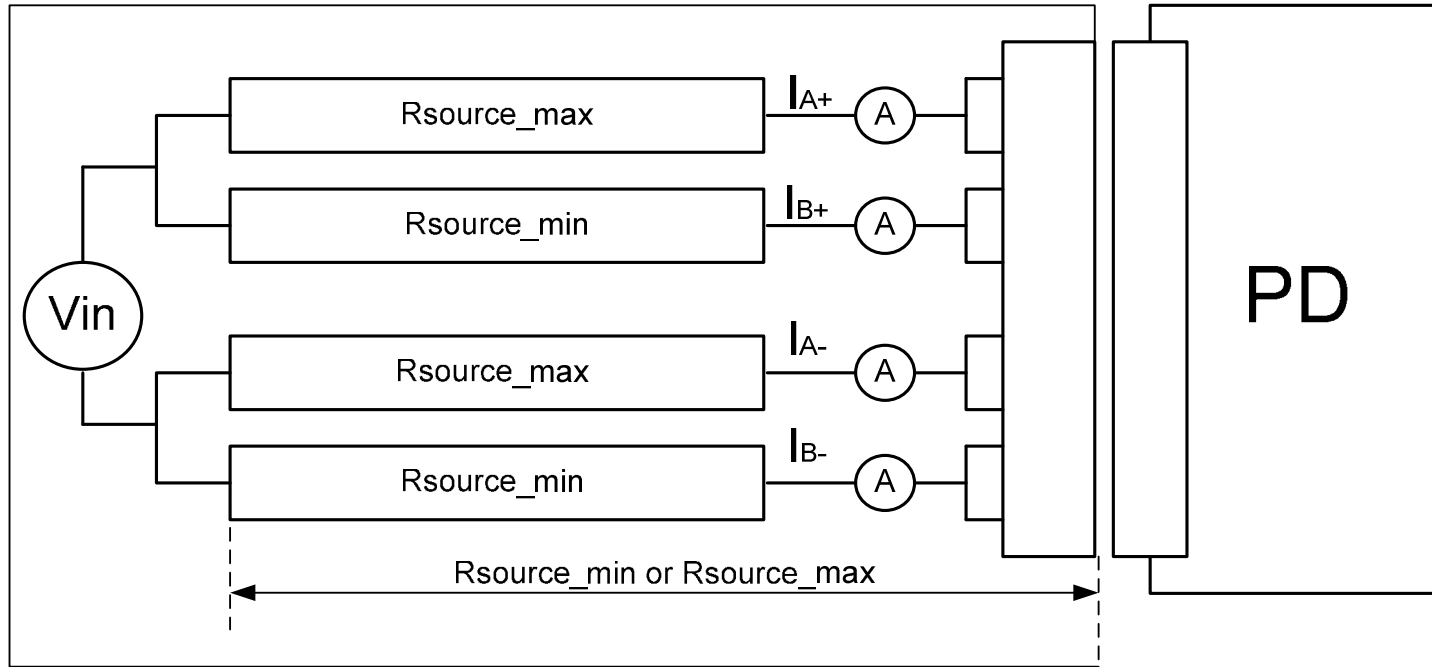 Rsource_max
IA+
A
Rsource_min
IB+
A
Vin
PD
Rsource_max
IA-
A
Rsource_min
IB-
A
Rsource_min or Rsource_max